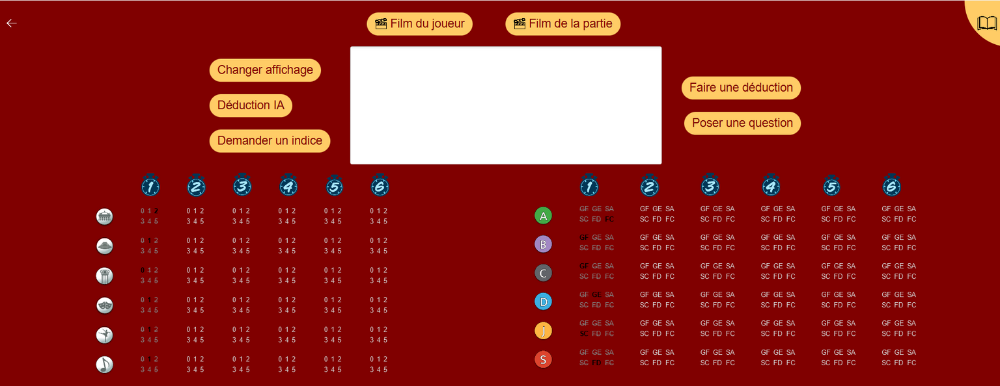 Film du joueur Film de la partie
Changer affichage
Faire une déduction
Déduction IA
Poser une question
Demander un indice
1 2 3 4 5 6 1 2 3 4 5 6
0 1 2 0 1 2 0 1 2 0 1 2 0 1 2 0 1 2
3 4 5 3 4 5 3 4 5 3 4 5 3 4 5 3 4 5
0 1 2 0 1 2 0 1 2 0 1 2 0 1 2 0 1 2
3 4 5 3 4 5 3 4 5 3 4 5 3 4 5 3 4 5
0 1 2 0 1 2 0 1 2 0 1 2 0 1 2 0 1 2
3 4 5 3 4 5 3 4 5 3 4 5 3 4 5 3 4 5
0 1 2 0 1 2 0 1 2 0 1 2 0 1 2 0 1 2
3 4 5 3 4 5 3 4 5 3 4 5 3 4 5 3 4 5
0 1 2 0 1 2 0 1 2 0 1 2 0 1 2 0 1 2
3 4 5 3 4 5 3 4 5 3 4 5 3 4 5 3 4 5
0 1 2 0 1 2 0 1 2 0 1 2 0 1 2 0 1 2
3 4 5 3 4 5 3 4 5 3 4 5 3 4 5 3 4 5
GF GE SA GF GE SA GF GE SA GF GE SA GF GE SA GF GE SA
A
SC FD FC SC FD FC SC FD FC SC FD FC SC FD FC SC FD FC
GF GE SA GF GE SA GF GE SA GF GE SA GF GE SA GF GE SA
B
SC FD FC SC FD FC SC FD FC SC FD FC SC FD FC SC FD FC
GF GE SA GF GE SA GF GE SA GF GE SA GF GE SA GF GE SA
C
SC FD FC SC FD FC SC FD FC SC FD FC SC FD FC SC FD FC
GF GE SA GF GE SA GF GE SA GF GE SA GF GE SA GF GE SA
D
SC FD FC SC FD FC SC FD FC SC FD FC SC FD FC SC FD FC
GF GE SA GF GE SA GF GE SA GF GE SA GF GE SA GF GE SA
J
SC FD FC SC FD FC SC FD FC SC FD FC SC FD FC SC FD FC
GF GE SA GF GE SA GF GE SA GF GE SA GF GE SA GF GE SA
S
SC FD FC SC FD FC SC FD FC SC FD FC SC FD FC SC FD FC